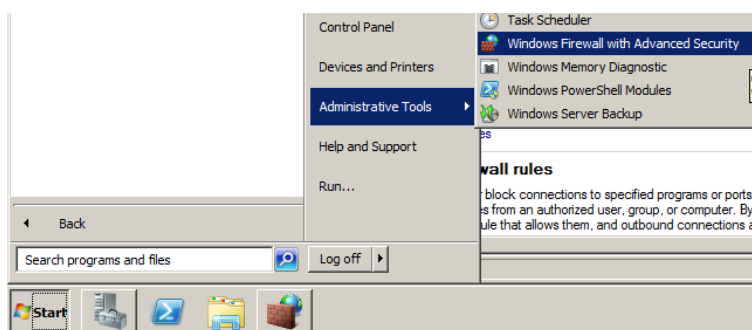 Control Panel
Devices and Printers
Administrative Tools
Help and Support
Run...
Back
Search programs and files
Log off
Task Scheduler
Windows Firewall with Advanced Security
Windows Memory Diagnostic
Windows PowerShell Modules
Windows Server Backup
es
wall rules
r block connections to specified programs or ports
es from an authorized user, group, or computer. By
ule that allows them, and outbound connections a
Start